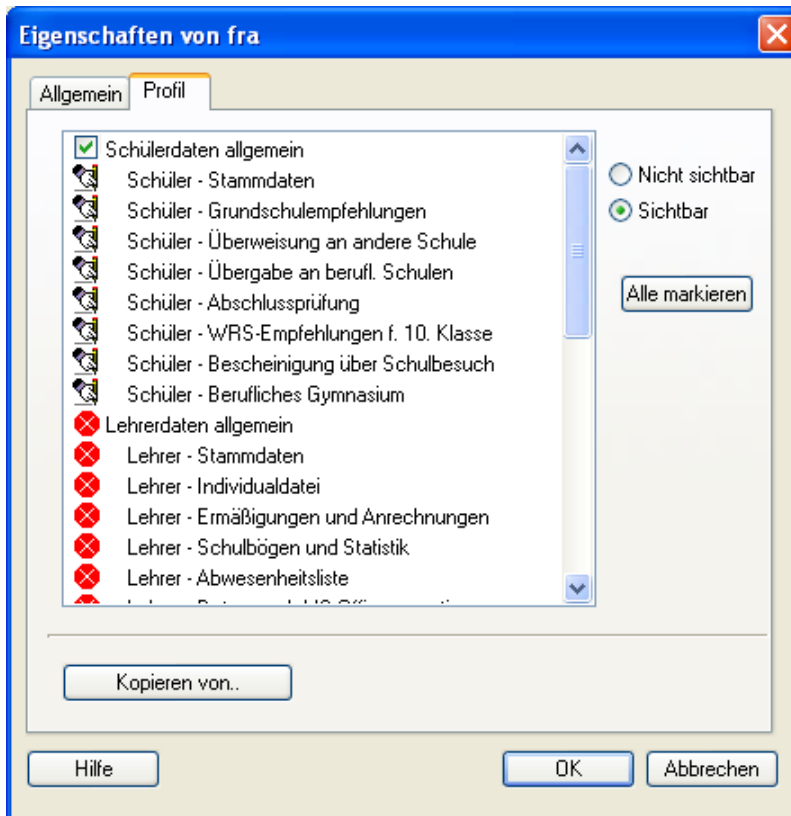 Eigenschaften von fra
Allgemein
Profil
Schülerdaten allgemein
Schüler - Stammdaten
Schüler - Grundschulempfehlungen
Schüler - Überweisung an andere Schule
Schüler - Übergabe an berufl. Schulen
Schüler - Abschlussprüfung
Schüler - WRS-Empfehlungen f. 10. Klasse
Schüler - Bescheinigung über Schulbesuch
Schüler - Berufliches Gymnasium
Lehrerdaten allgemein
Lehrer - Stammdaten
Lehrer - Individualdatei
Lehrer - Ermäßigungen und Anrechnungen
Lehrer - Schulbögen und Statistik
Lehrer - Abwesenheitsliste
Nicht sichtbar
Sichtbar
Alle markieren
Kopieren von..
Hilfe
OK
Abbrechen